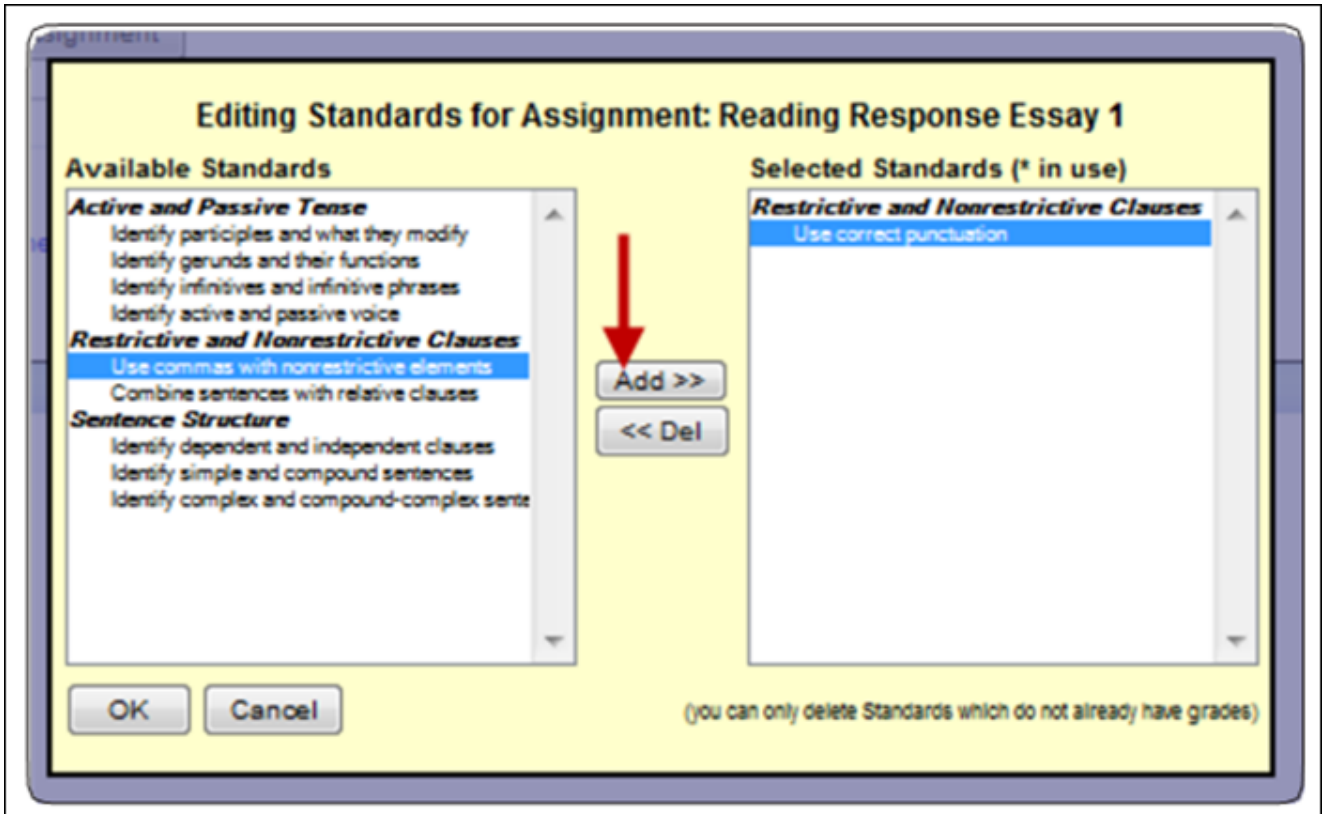 Editing Standards for Assignment: Reading Response Essay 1
Available Standards
Active and Passive Tense
Identify participles and what they modify
Identify gerunds and their functions
Identify infinitives and infinitive phrases
Identify active and passive voice
Restrictive and Nonrestrictive Clauses
Use commas with nonrestrictive elements
Combine sentences with relative clauses
Sentence Structure
Identify dependent and independent clauses
Identify simple and compound sentences
Identify complex and compound-complex sente
Add >>
<< Del
Selected Standards (* in use)
Restrictive and Nonrestrictive Clauses
Use correct punctuation
OK
Cancel
(you can only delete Standards which do not already have grades)